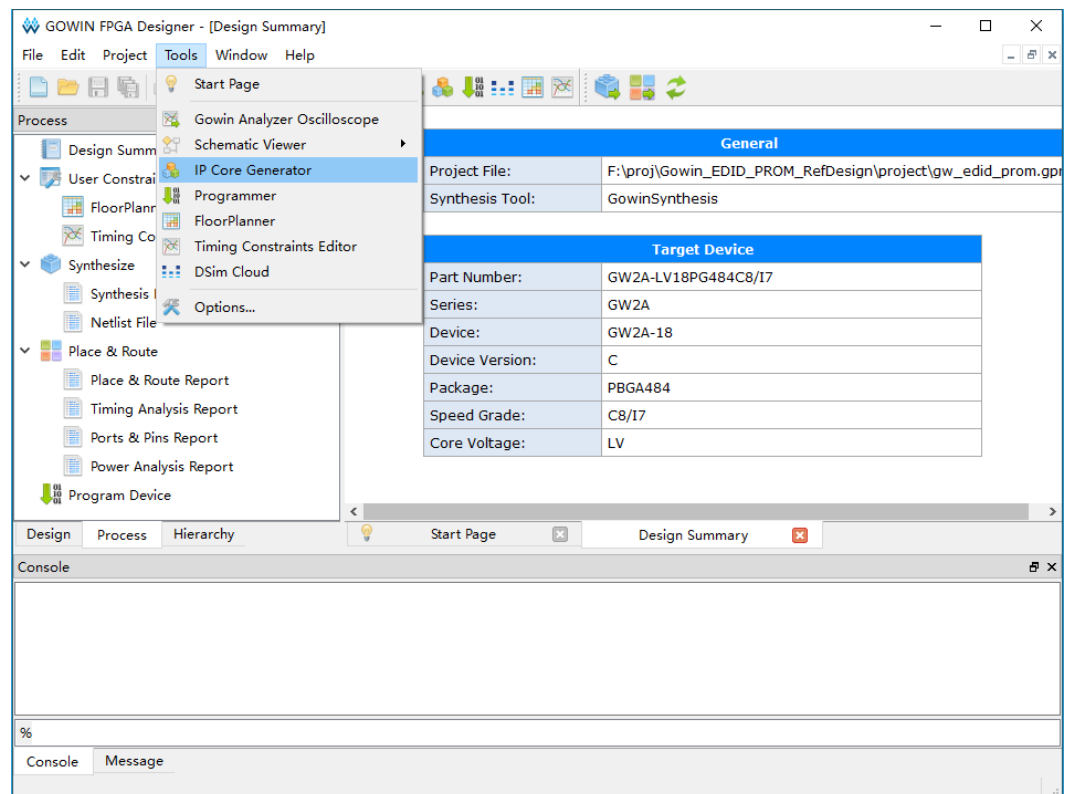 GOWIN FPGA Designer - [Design Summary]
File Edit Project Tools Window Help
Start Page
Gowin Analyzer Oscilloscope
Schematic Viewer
IP Core Generator
Programmer
FloorPlanner
Timing Constraints Editor
DSim Cloud
Options...
Process
Design Summ
User Constrai
FloorPlann
Timing Co
Synthesize
Synthesis
Netlist File
Place & Route
Place & Route Report
Timing Analysis Report
Ports & Pins Report
Power Analysis Report
Program Device
Design Process Hierarchy
General
Project File: F:\proj\Gowin_EDID_PROM_RefDesign\project\gw_edid_prom.gpr
Synthesis Tool: GowinSynthesis
Target Device
Part Number: GW2A-LV18PG484C8/I7
Series: GW2A
Device: GW2A-18
Device Version: C
Package: PBGA484
Speed Grade: C8/I7
Core Voltage: LV
Start Page Design Summary
Console
%
Console Message